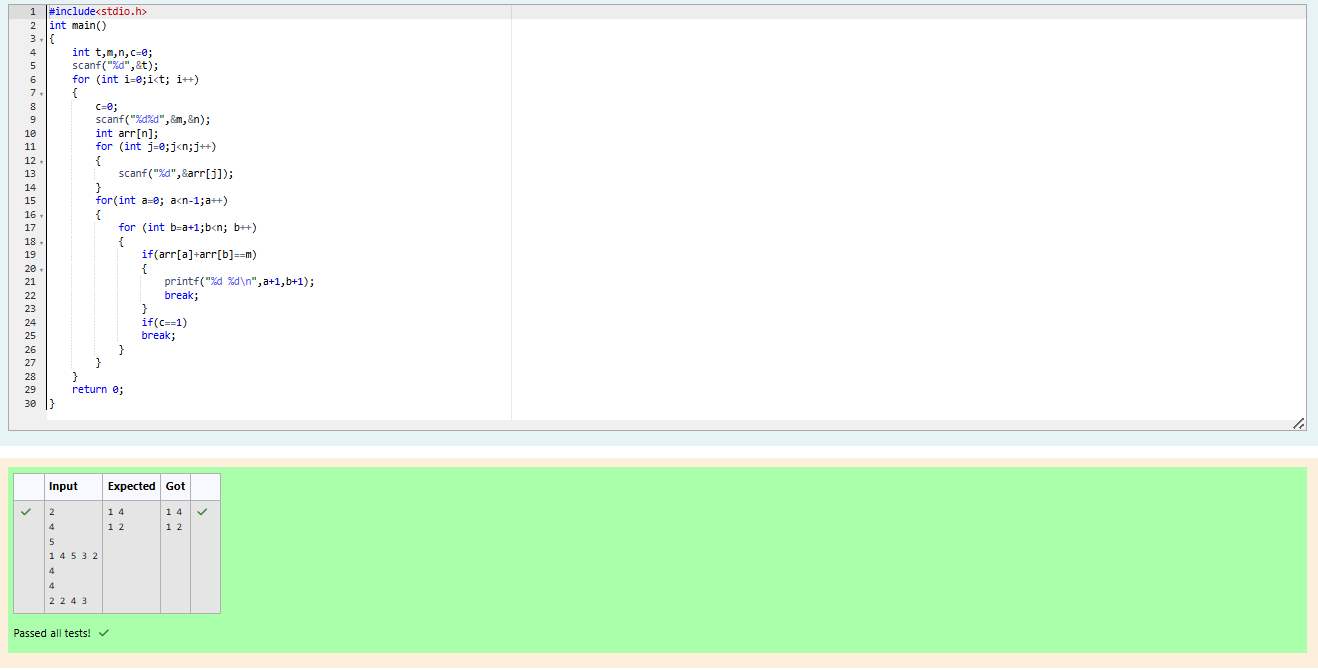 1 #include<stdio.h>
2 int main()
3 {
4     int t,m,n,c=0;
5     scanf("%d",&t);
6     for (int i=0;i<t; i++)
7     {
8         c=0;
9         scanf("%d%d",&m,&n);
10         int arr[n];
11         for (int j=0;j<n;j++)
12         {
13             scanf("%d",&arr[j]);
14         }
15         for(int a=0; a<n-1;a++)
16         {
17             for (int b=a+1;b<n; b++)
18             {
19                 if(arr[a]+arr[b]==m)
20                 {
21                     printf("%d %d\n",a+1,b+1);
22                     break;
23                 }
24                 if(c==1)
25                 break;
26             }
27         }
28     }
29     return 0;
30 }
Input Expected Got
2 1 4 1 4
4 1 2 1 2
5
1 4 5 3 2
4
4
2 2 4 3
Passed all tests!